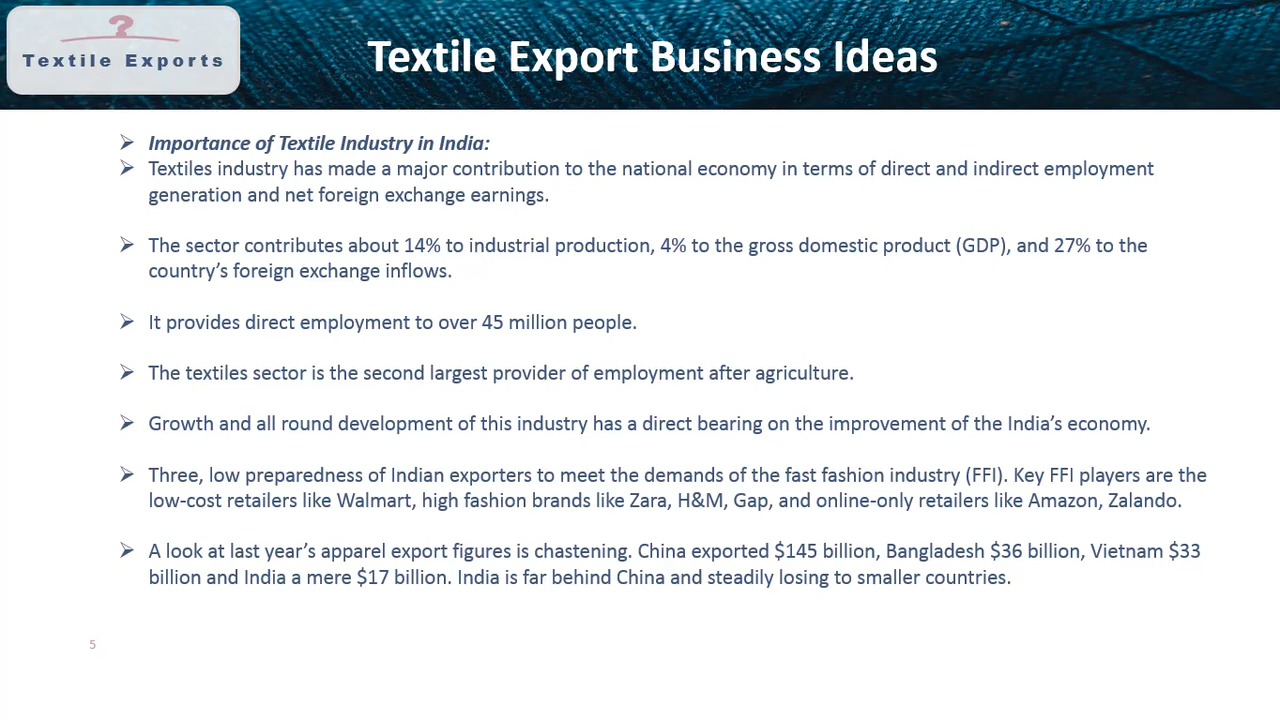 Textile Exports
Textile Export Business Ideas
➢ Importance of Textile Industry in India:
➢ Textiles industry has made a major contribution to the national economy in terms of direct and indirect employment
generation and net foreign exchange earnings.
➢ The sector contributes about 14% to industrial production, 4% to the gross domestic product (GDP), and 27% to the
country’s foreign exchange inflows.
➢ It provides direct employment to over 45 million people.
➢ The textiles sector is the second largest provider of employment after agriculture.
➢ Growth and all round development of this industry has a direct bearing on the improvement of the India’s economy.
➢ Three, low preparedness of Indian exporters to meet the demands of the fast fashion industry (FFI). Key FFI players are the
low-cost retailers like Walmart, high fashion brands like Zara, H&M, Gap, and online-only retailers like Amazon, Zalando.
➢ A look at last year’s apparel export figures is chastening. China exported $145 billion, Bangladesh $36 billion, Vietnam $33
billion and India a mere $17 billion. India is far behind China and steadily losing to smaller countries.
5